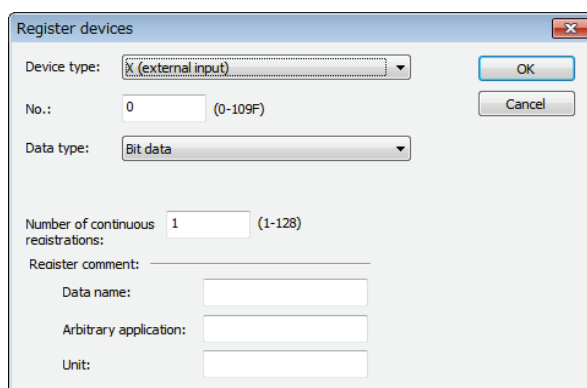 Register devices
Device type: X (external input) OK
No.: 0 (0-109F) Cancel
Data type: Bit data
Number of continuous 1 (1-128)
registrations:
Register comment:
Data name:
Arbitrary application:
Unit: